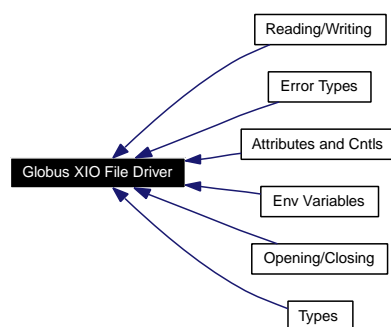 Reading/Writing
Error Types
Attributes and Cntls
Globus XIO File Driver
Env Variables
Opening/Closing
Types